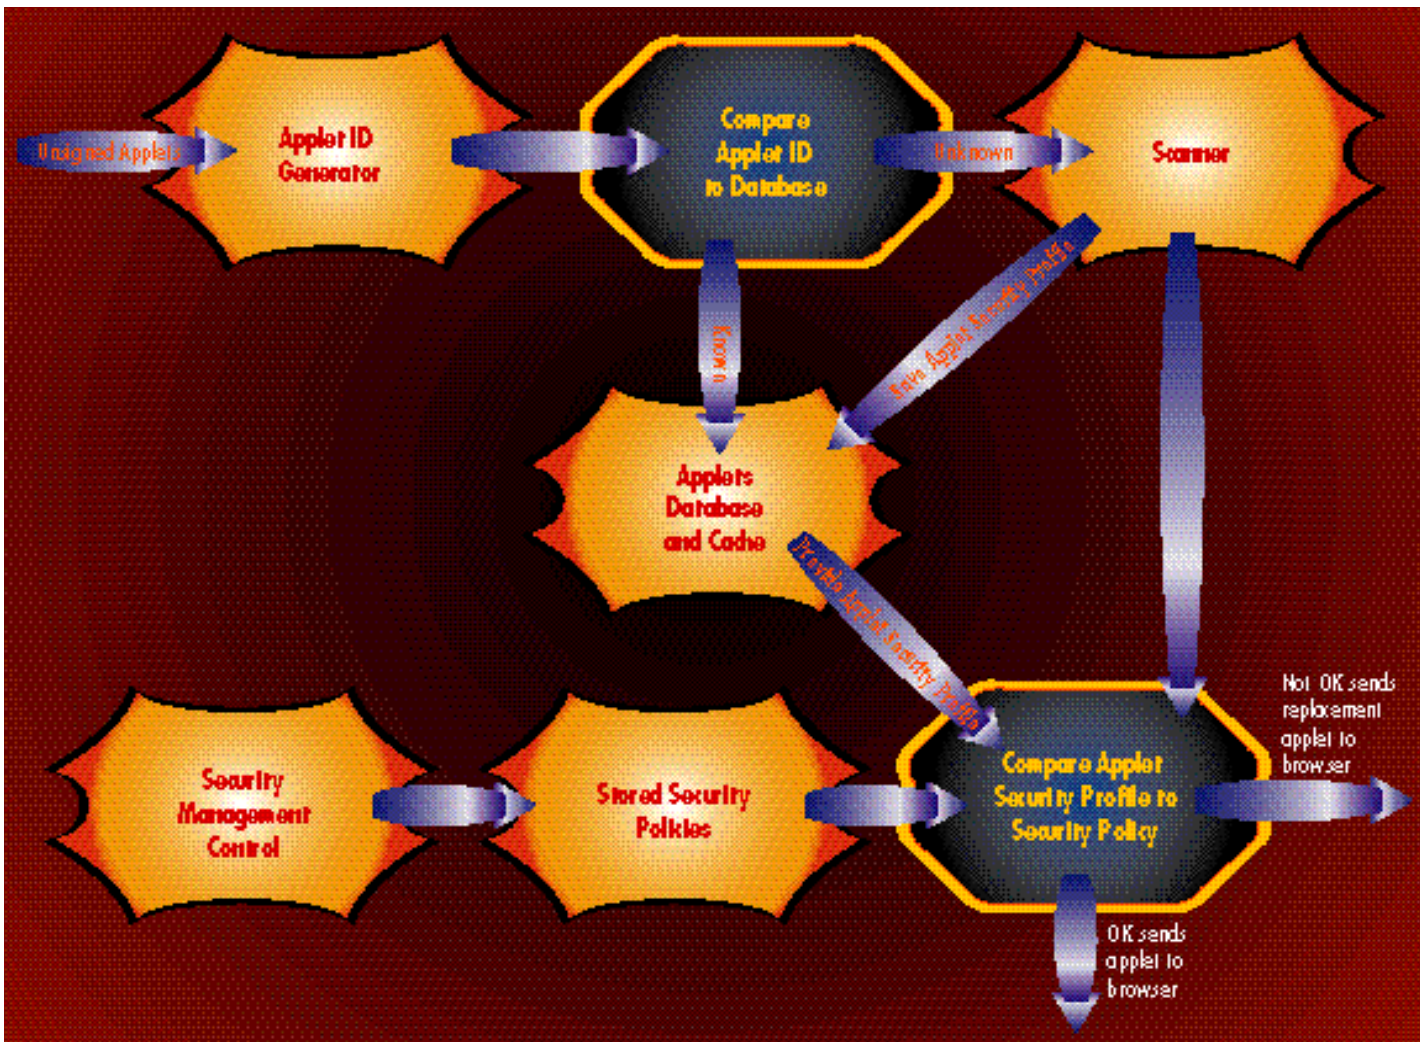 Unsigned Applets
Applet ID
Generator
Compare
Applet ID
to Database
Unknown
Scanner
Known
Save Applet Security Profile
Applets
Database
and Cache
Provide Applet Security Profile
Security
Management
Control
Stored Security
Policies
Compare Applet
Security Profile to
Security Policy
Not OK sends
replacement
applet to
browser
OK sends
applet to
browser